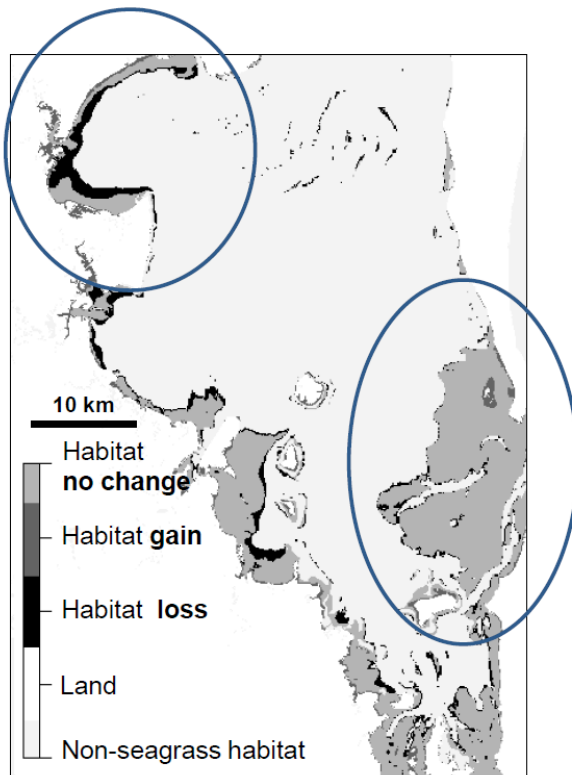 10 km
Habitat
no change
Habitat gain
Habitat loss
Land
Non-seagrass habitat